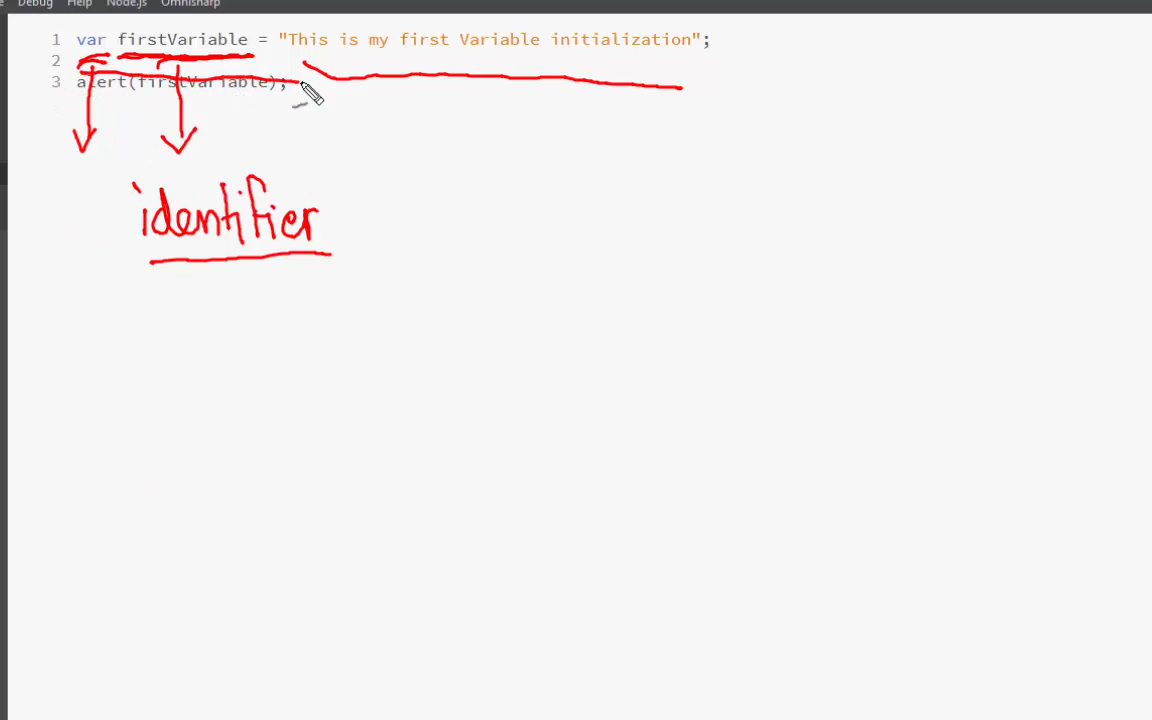 Debug Help Node.js Omnisharp
1 var firstVariable = "This is my first Variable initialization";
2
3 alert(firstVariable);
identifier